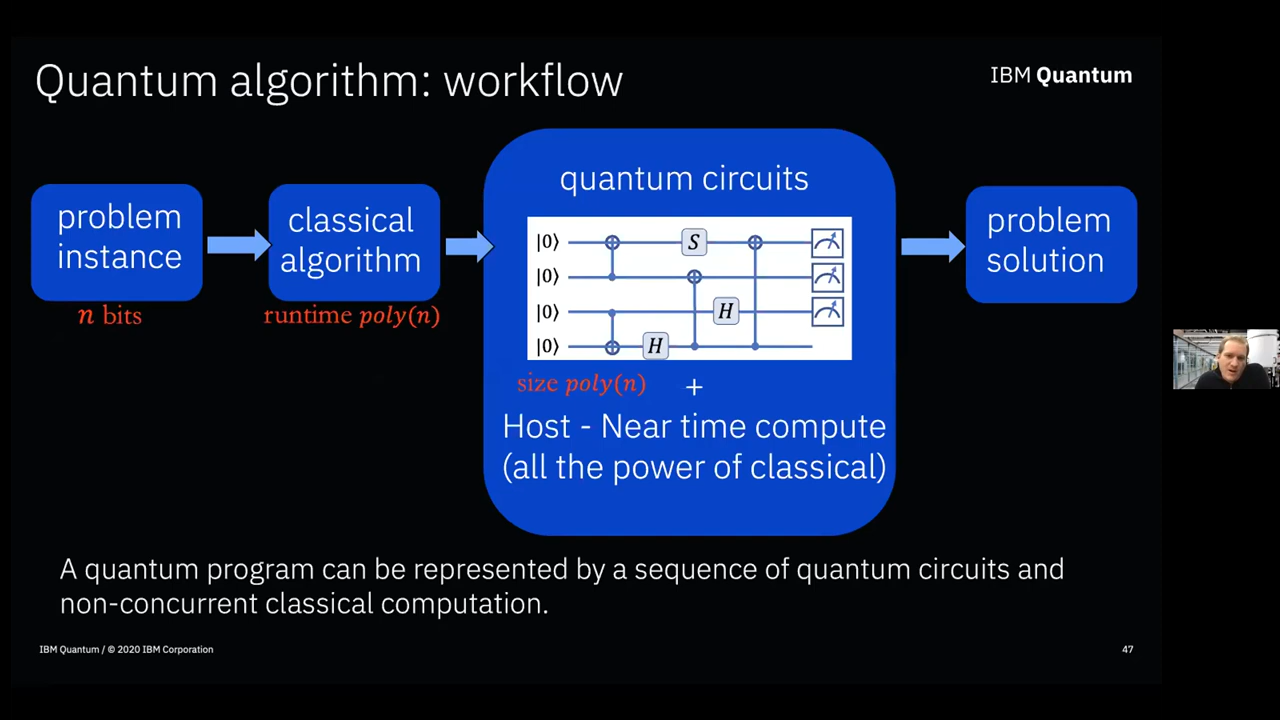 Quantum algorithm: workflow
IBM Quantum
problem
instance
n bits
classical
algorithm
runtime poly(n)
quantum circuits
|0⟩ S
|0⟩
|0⟩ H
|0⟩ H
size poly(n) +
Host - Near time compute
(all the power of classical)
problem
solution
A quantum program can be represented by a sequence of quantum circuits and
non-concurrent classical computation.
IBM Quantum / © 2020 IBM Corporation
47